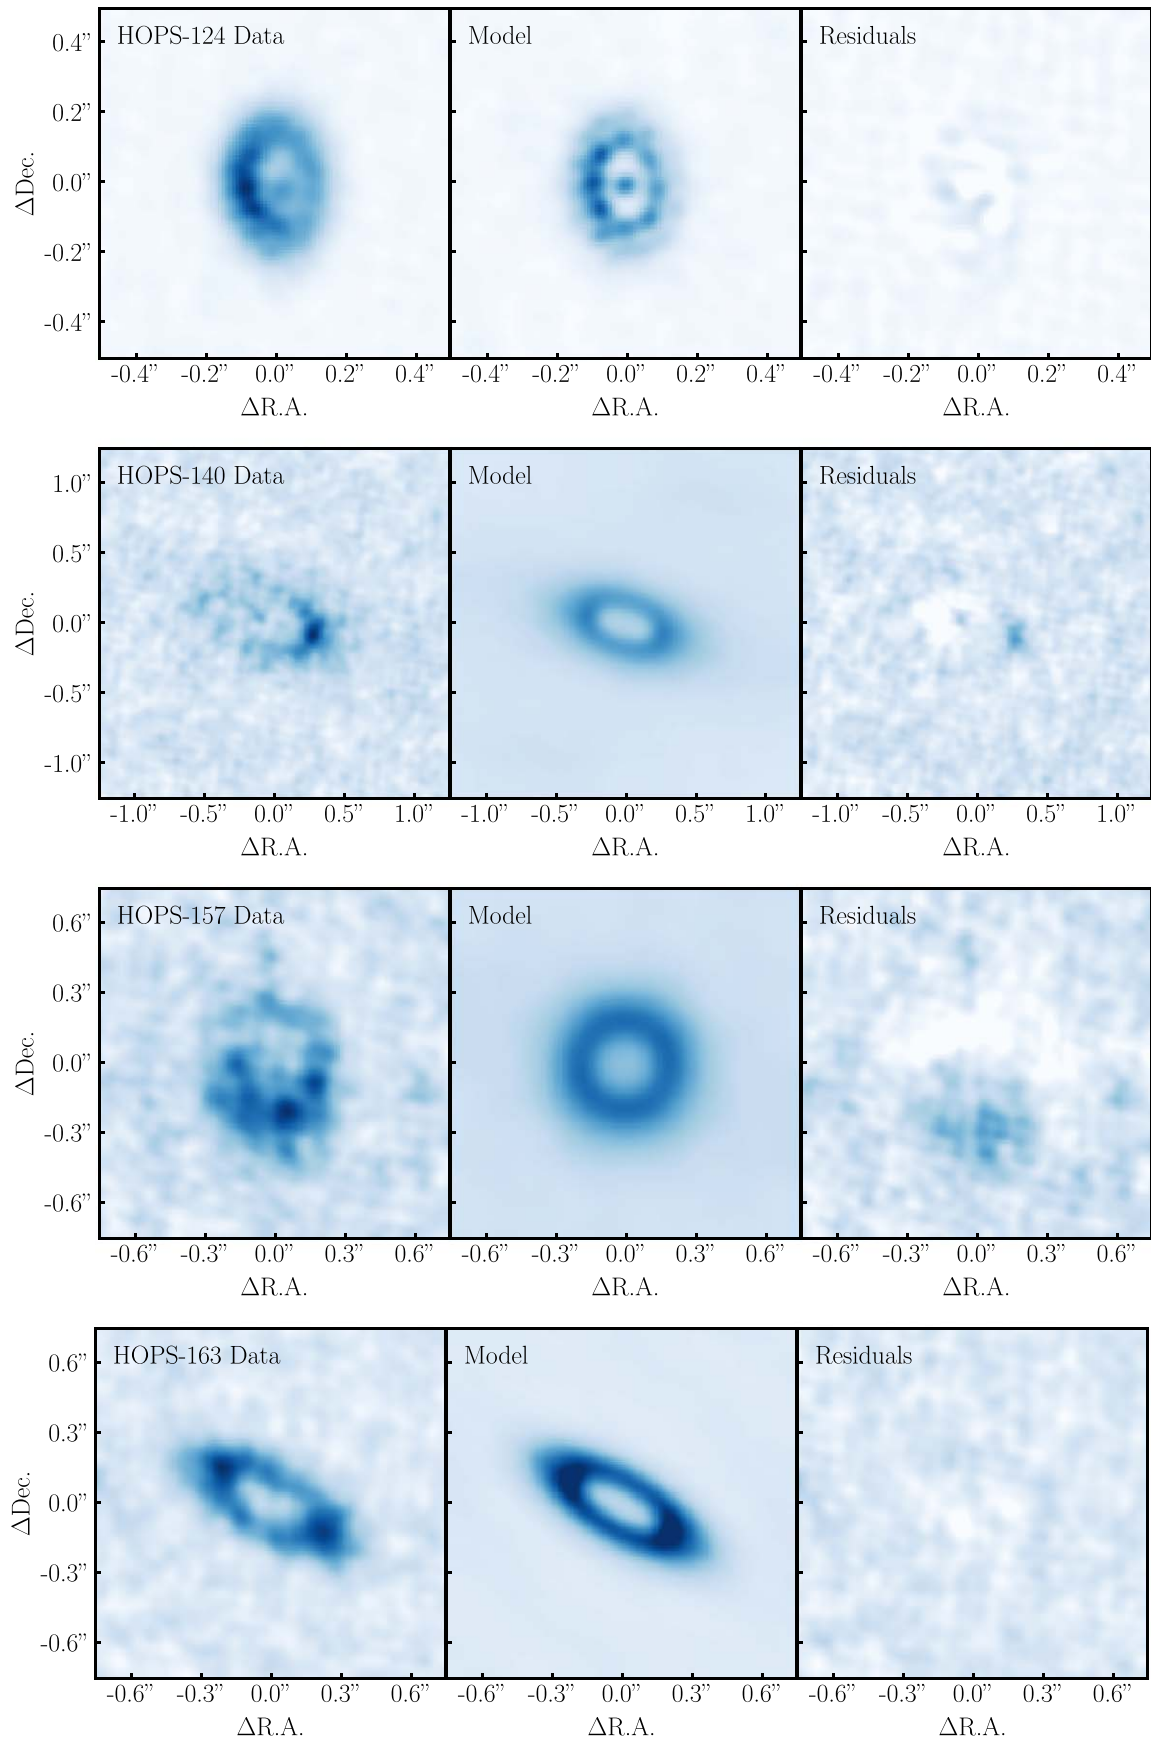 HOPS-124 Data Model Residuals
0.4"
0.2"
0.0"
-0.2"
-0.4"
ΔDec.
-0.4" -0.2" 0.0" 0.2" 0.4" -0.4" -0.2" 0.0" 0.2" 0.4" -0.4" -0.2" 0.0" 0.2" 0.4"
ΔR.A. ΔR.A. ΔR.A.
HOPS-140 Data Model Residuals
1.0"
0.5"
0.0"
-0.5"
-1.0"
ΔDec.
-1.0" -0.5" 0.0" 0.5" 1.0" -1.0" -0.5" 0.0" 0.5" 1.0" -1.0" -0.5" 0.0" 0.5" 1.0"
ΔR.A. ΔR.A. ΔR.A.
HOPS-157 Data Model Residuals
0.6"
0.3"
0.0"
-0.3"
-0.6"
ΔDec.
-0.6" -0.3" 0.0" 0.3" 0.6" -0.6" -0.3" 0.0" 0.3" 0.6" -0.6" -0.3" 0.0" 0.3" 0.6"
ΔR.A. ΔR.A. ΔR.A.
HOPS-163 Data Model Residuals
0.6"
0.3"
0.0"
-0.3"
-0.6"
ΔDec.
-0.6" -0.3" 0.0" 0.3" 0.6" -0.6" -0.3" 0.0" 0.3" 0.6" -0.6" -0.3" 0.0" 0.3" 0.6"
ΔR.A. ΔR.A. ΔR.A.